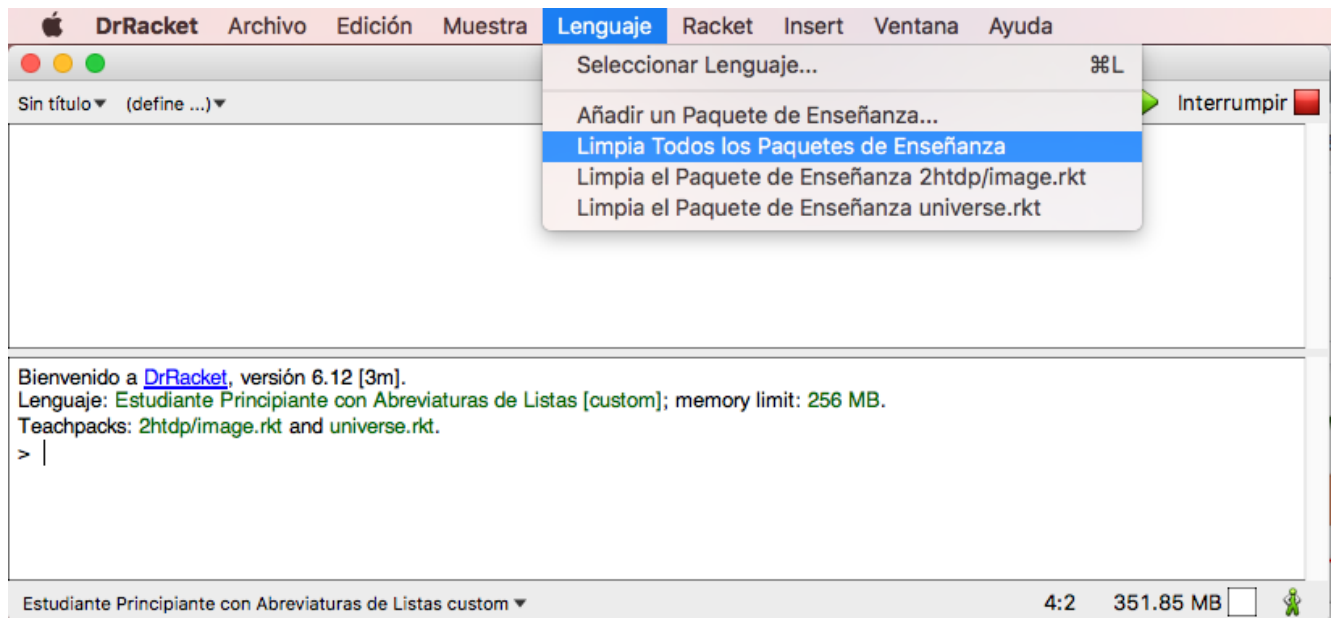 DrRacket Archivo Edición Muestra Lenguaje Racket Insert Ventana Ayuda
Seleccionar Lenguaje... ⌘L
Sin título▼ (define ...)▼ Interrumpir
Añadir un Paquete de Enseñanza...
Limpia Todos los Paquetes de Enseñanza
Limpia el Paquete de Enseñanza 2htdp/image.rkt
Limpia el Paquete de Enseñanza universe.rkt
Bienvenido a DrRacket, versión 6.12 [3m].
Lenguaje: Estudiante Principiante con Abreviaturas de Listas [custom]; memory limit: 256 MB.
Teachpacks: 2htdp/image.rkt and universe.rkt.
>
Estudiante Principiante con Abreviaturas de Listas custom ▼ 4:2 351.85 MB